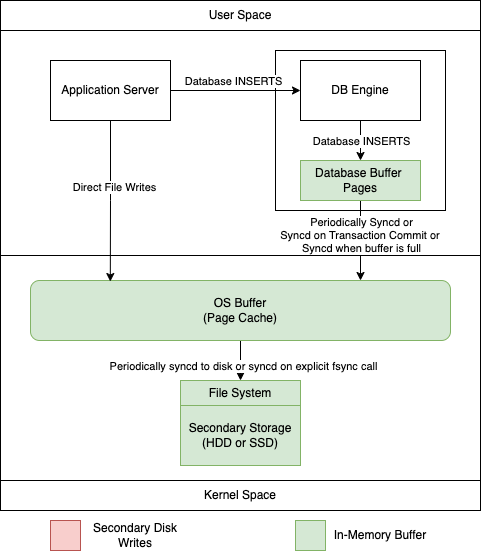 User Space
Application Server
Database INSERTS
DB Engine
Database INSERTS
Database Buffer
Pages
Direct File Writes
Periodically Syncd or
Syncd on Transaction Commit or
Syncd when buffer is full
OS Buffer
(Page Cache)
Periodically syncd to disk or syncd on explicit fsync call
File System
Secondary Storage
(HDD or SSD)
Kernel Space
Secondary Disk
Writes
In-Memory Buffer